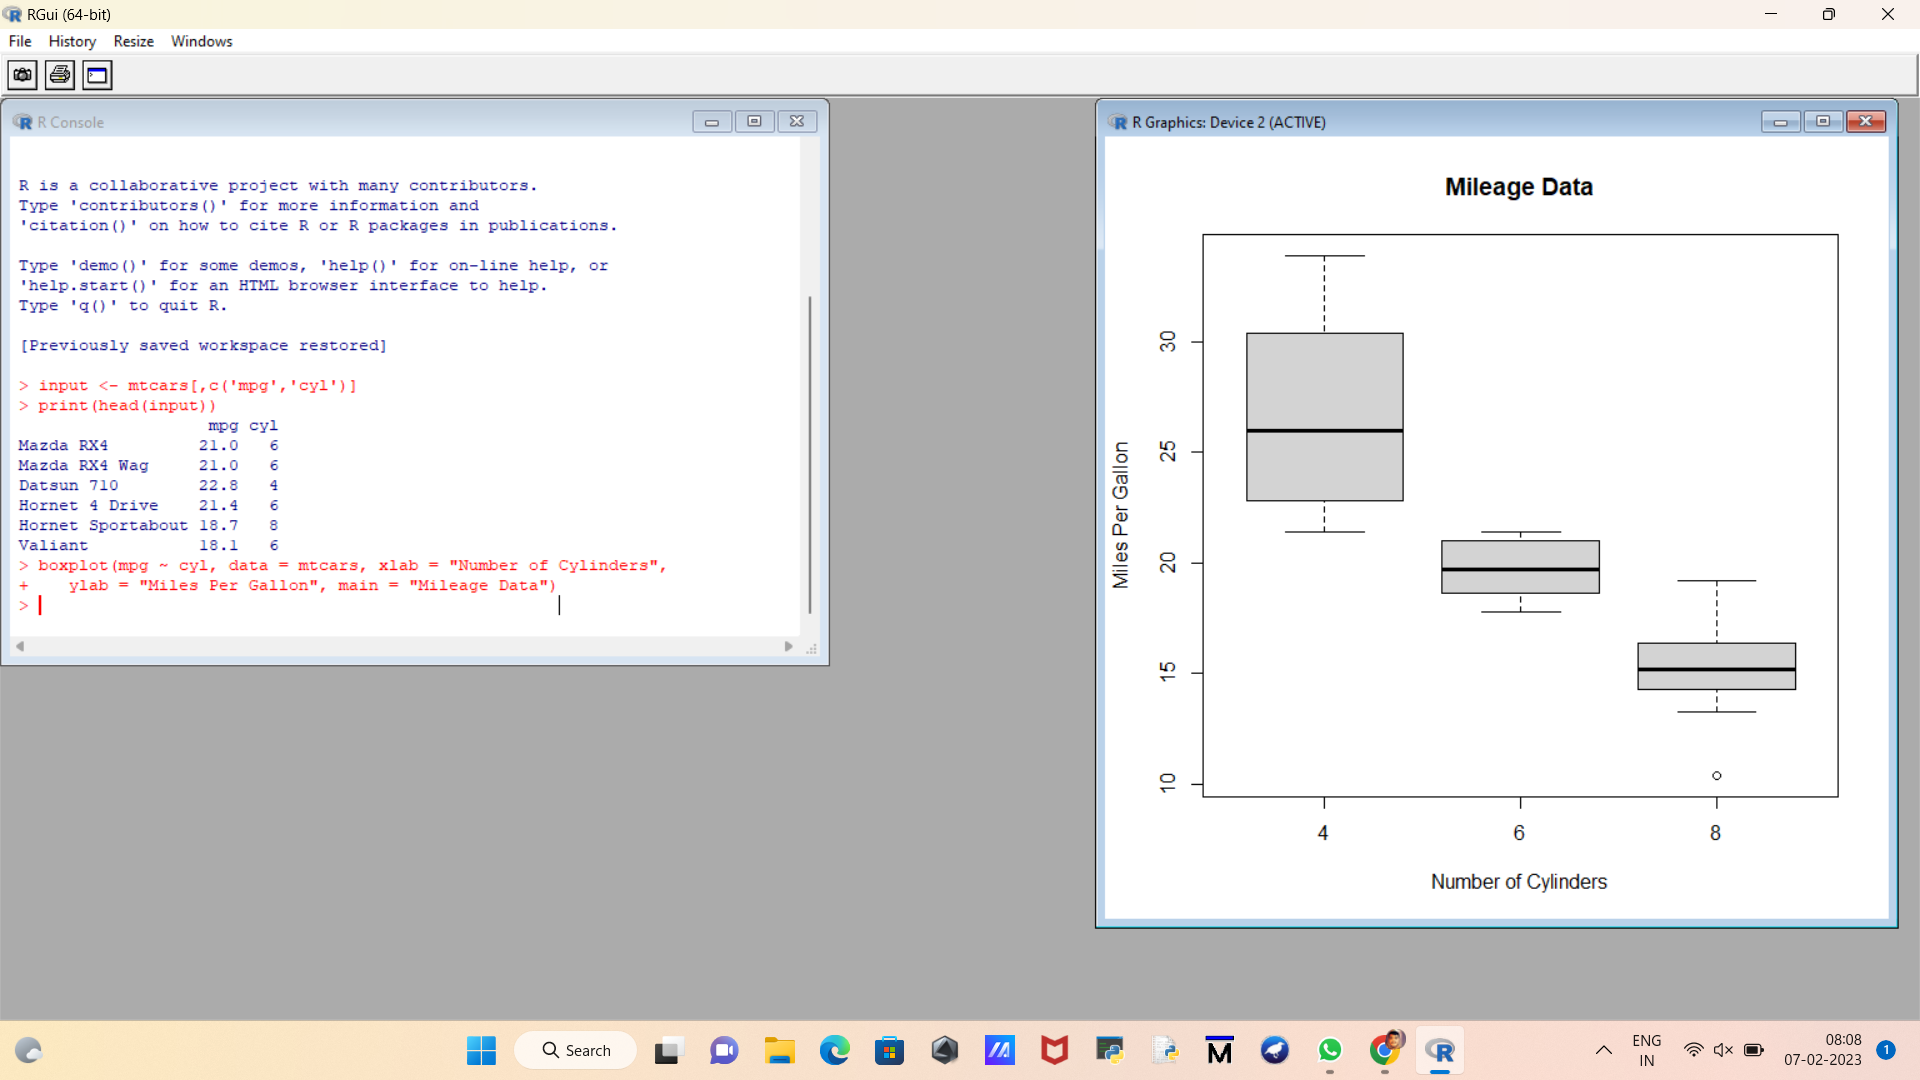 RGui (64-bit)
File History Resize Windows
R Console
R is a collaborative project with many contributors.
Type 'contributors()' for more information and
'citation()' on how to cite R or R packages in publications.
Type 'demo()' for some demos, 'help()' for on-line help, or
'help.start()' for an HTML browser interface to help.
Type 'q()' to quit R.
[Previously saved workspace restored]
> input <- mtcars[,c('mpg','cyl')]
> print(head(input))
mpg cyl
Mazda RX4 21.0 6
Mazda RX4 Wag 21.0 6
Datsun 710 22.8 4
Hornet 4 Drive 21.4 6
Hornet Sportabout 18.7 8
Valiant 18.1 6
> boxplot(mpg ~ cyl, data = mtcars, xlab = "Number of Cylinders",
+ ylab = "Miles Per Gallon", main = "Mileage Data")
>
R Graphics: Device 2 (ACTIVE)
Mileage Data
Miles Per Gallon
30
25
20
15
10
4 6 8
Number of Cylinders
Search
ENG
IN
08:08
07-02-2023
1